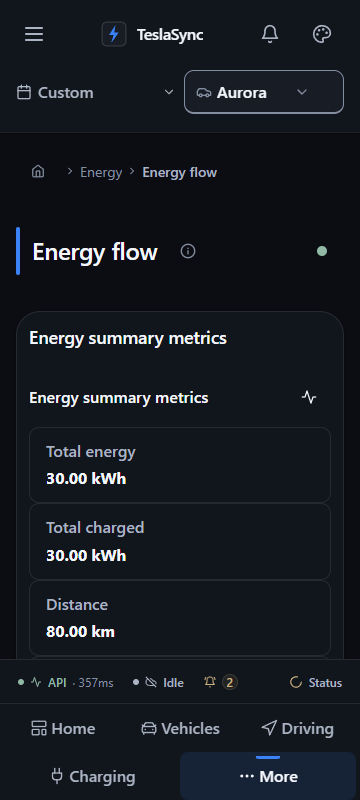 TeslaSync
Custom
Aurora
Energy
Energy flow
Energy flow
Energy summary metrics
Energy summary metrics
Total energy
30.00 kWh
Total charged
30.00 kWh
Distance
80.00 km
API · 357ms
Idle
2
Status
Home
Vehicles
Driving
Charging
More